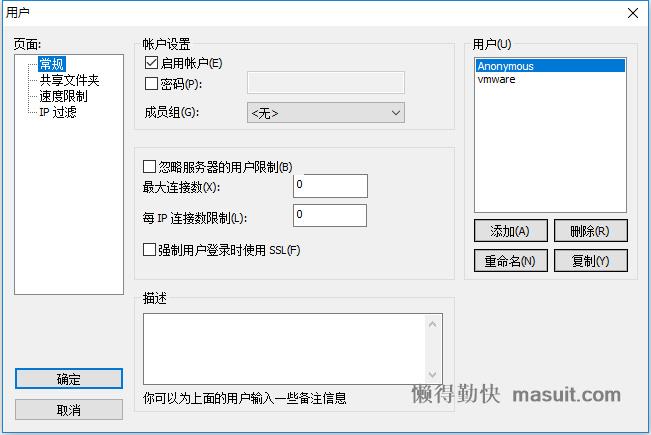 用户
页面:
常规
共享文件夹
速度限制
IP 过滤
确定
取消
帐户设置
启用帐户(E)
密码(P):
成员组(G):
<无>
忽略服务器的用户限制(B)
最大连接数(X):
0
每 IP 连接数限制(L):
0
强制用户登录时使用 SSL(F)
描述
你可以为上面的用户输入一些备注信息
用户(U)
Anonymous
vmware
添加(A)
删除(R)
重命名(N)
复制(Y)
懒得勤快 masuit.com